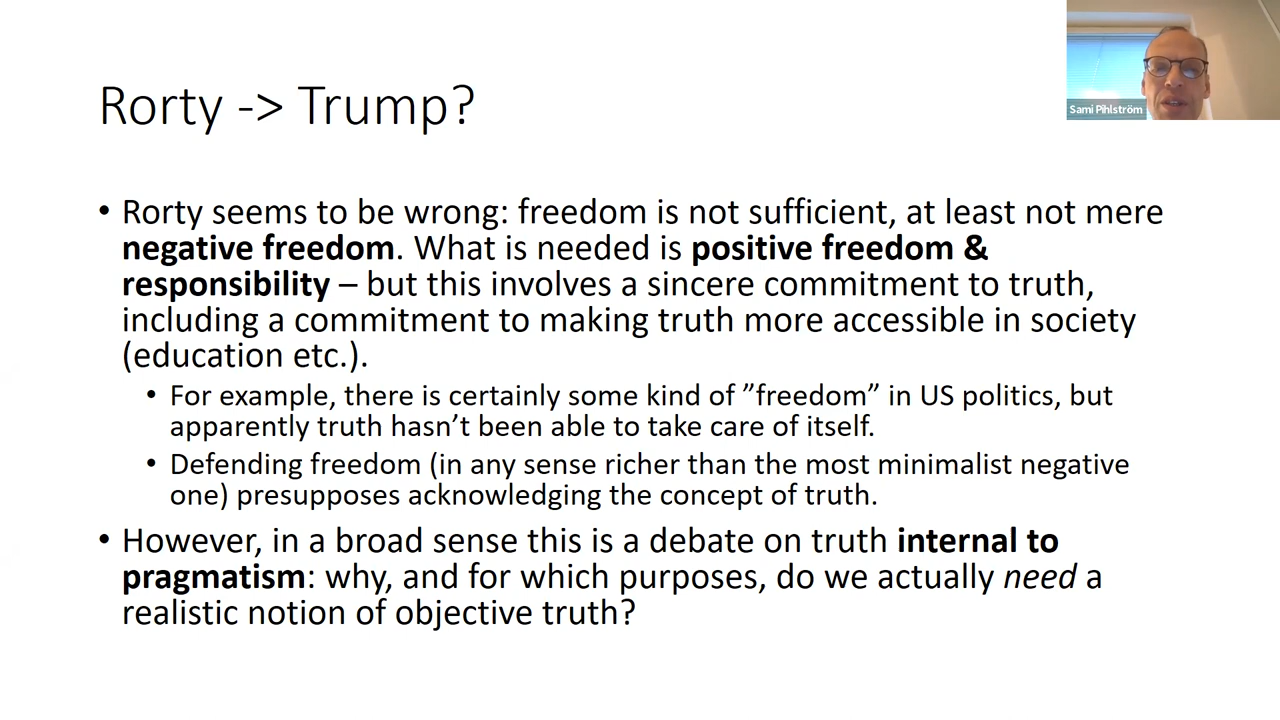 Rorty -> Trump?
Sami Pihlström
• Rorty seems to be wrong: freedom is not sufficient, at least not mere
negative freedom. What is needed is positive freedom &
responsibility – but this involves a sincere commitment to truth,
including a commitment to making truth more accessible in society
(education etc.).
• For example, there is certainly some kind of ”freedom” in US politics, but
apparently truth hasn’t been able to take care of itself.
• Defending freedom (in any sense richer than the most minimalist negative
one) presupposes acknowledging the concept of truth.
• However, in a broad sense this is a debate on truth internal to
pragmatism: why, and for which purposes, do we actually need a
realistic notion of objective truth?